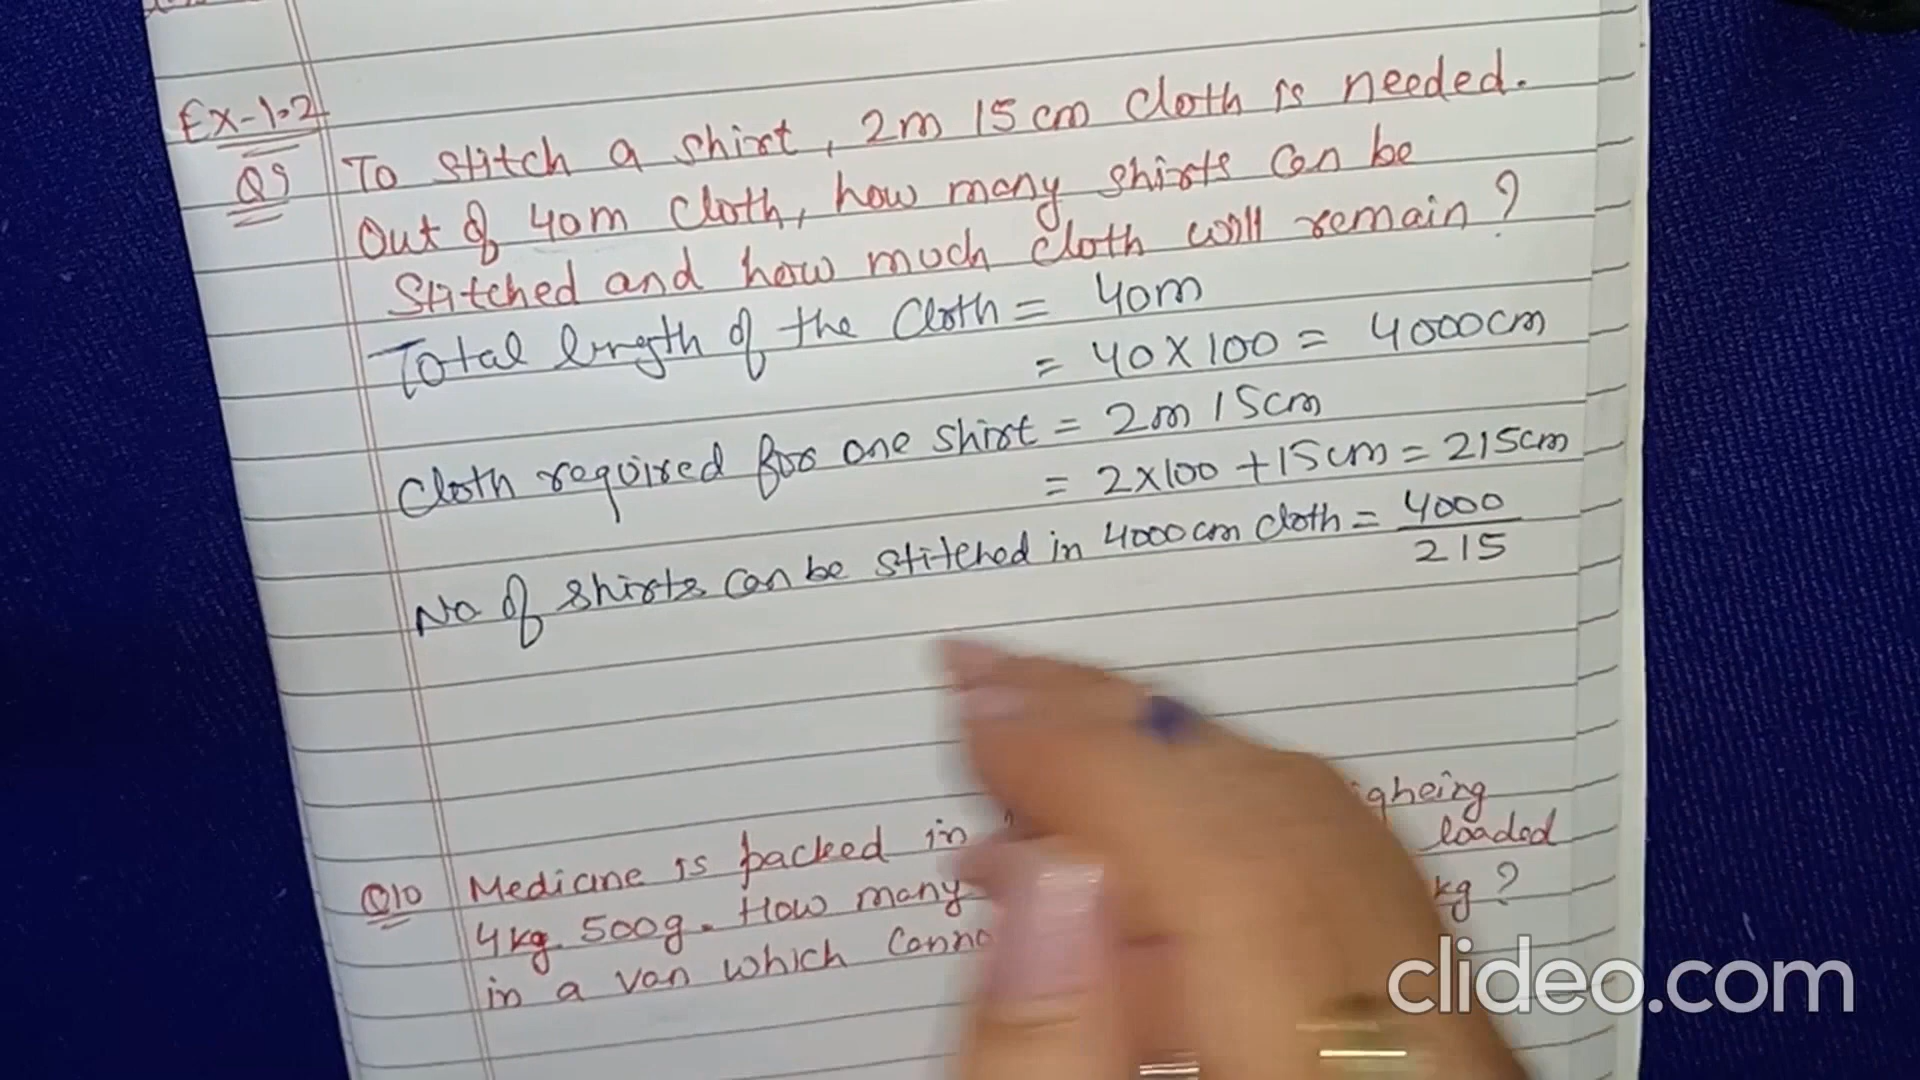 Ex-1.2
Q9 To stitch a shirt, 2m 15cm cloth is needed.
Out of 40m cloth, how many shirts can be
stitched and how much cloth will remain?
Total length of the cloth = 40m
= 40 × 100 = 4000cm
Cloth required for one shirt = 2m 15cm
= 2×100 + 15cm = 215cm
No of shirts can be stitched in 4000cm cloth = 4000
215
Q10 Medicine is packed in igheing
4kg 500g. How many loaded
in a van which kg?
clideo.com